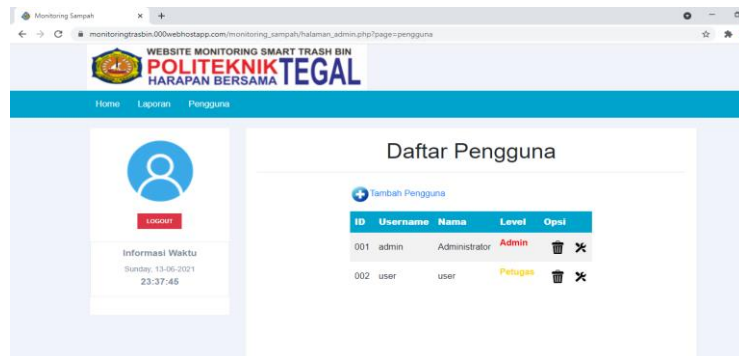 Monitoring Sampah
monitoringtrasbin.000webhostapp.com/monitoring_sampah/halaman_admin.php?page=pengguna
WEBSITE MONITORING SMART TRASH BIN
POLITEKNIK TEGAL
HARAPAN BERSAMA
Home Laporan Pengguna
LOGOUT
Informasi Waktu
Sunday, 13-06-2021
23:37:45
Daftar Pengguna
Tambah Pengguna
ID Username Nama Level Opsi
001 admin Administrator Admin
002 user user Petugas